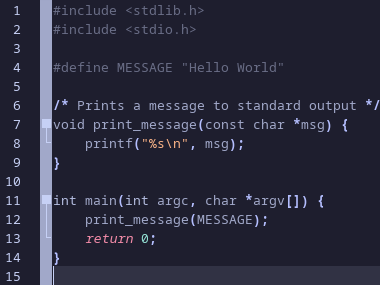 1 #include <stdlib.h>
2 #include <stdio.h>
3
4 #define MESSAGE "Hello World"
5
6 /* Prints a message to standard output */
7 void print_message(const char *msg) {
8     printf("%s\n", msg);
9 }
10
11 int main(int argc, char *argv[]) {
12     print_message(MESSAGE);
13     return 0;
14 }
15